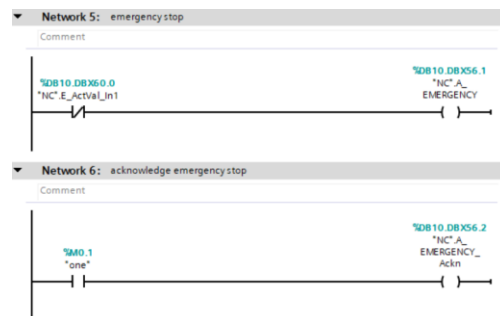 Network 5: emergency stop
Comment
%DB10.DBX56.1
%DB10.DBX60.0
"NC".A_
"NC".E_ActVal_In1
EMERGENCY
Network 6: acknowledge emergency stop
Comment
%DB10.DBX56.2
"NC".A_
%M0.1
EMERGENCY_
"one"
Ackn